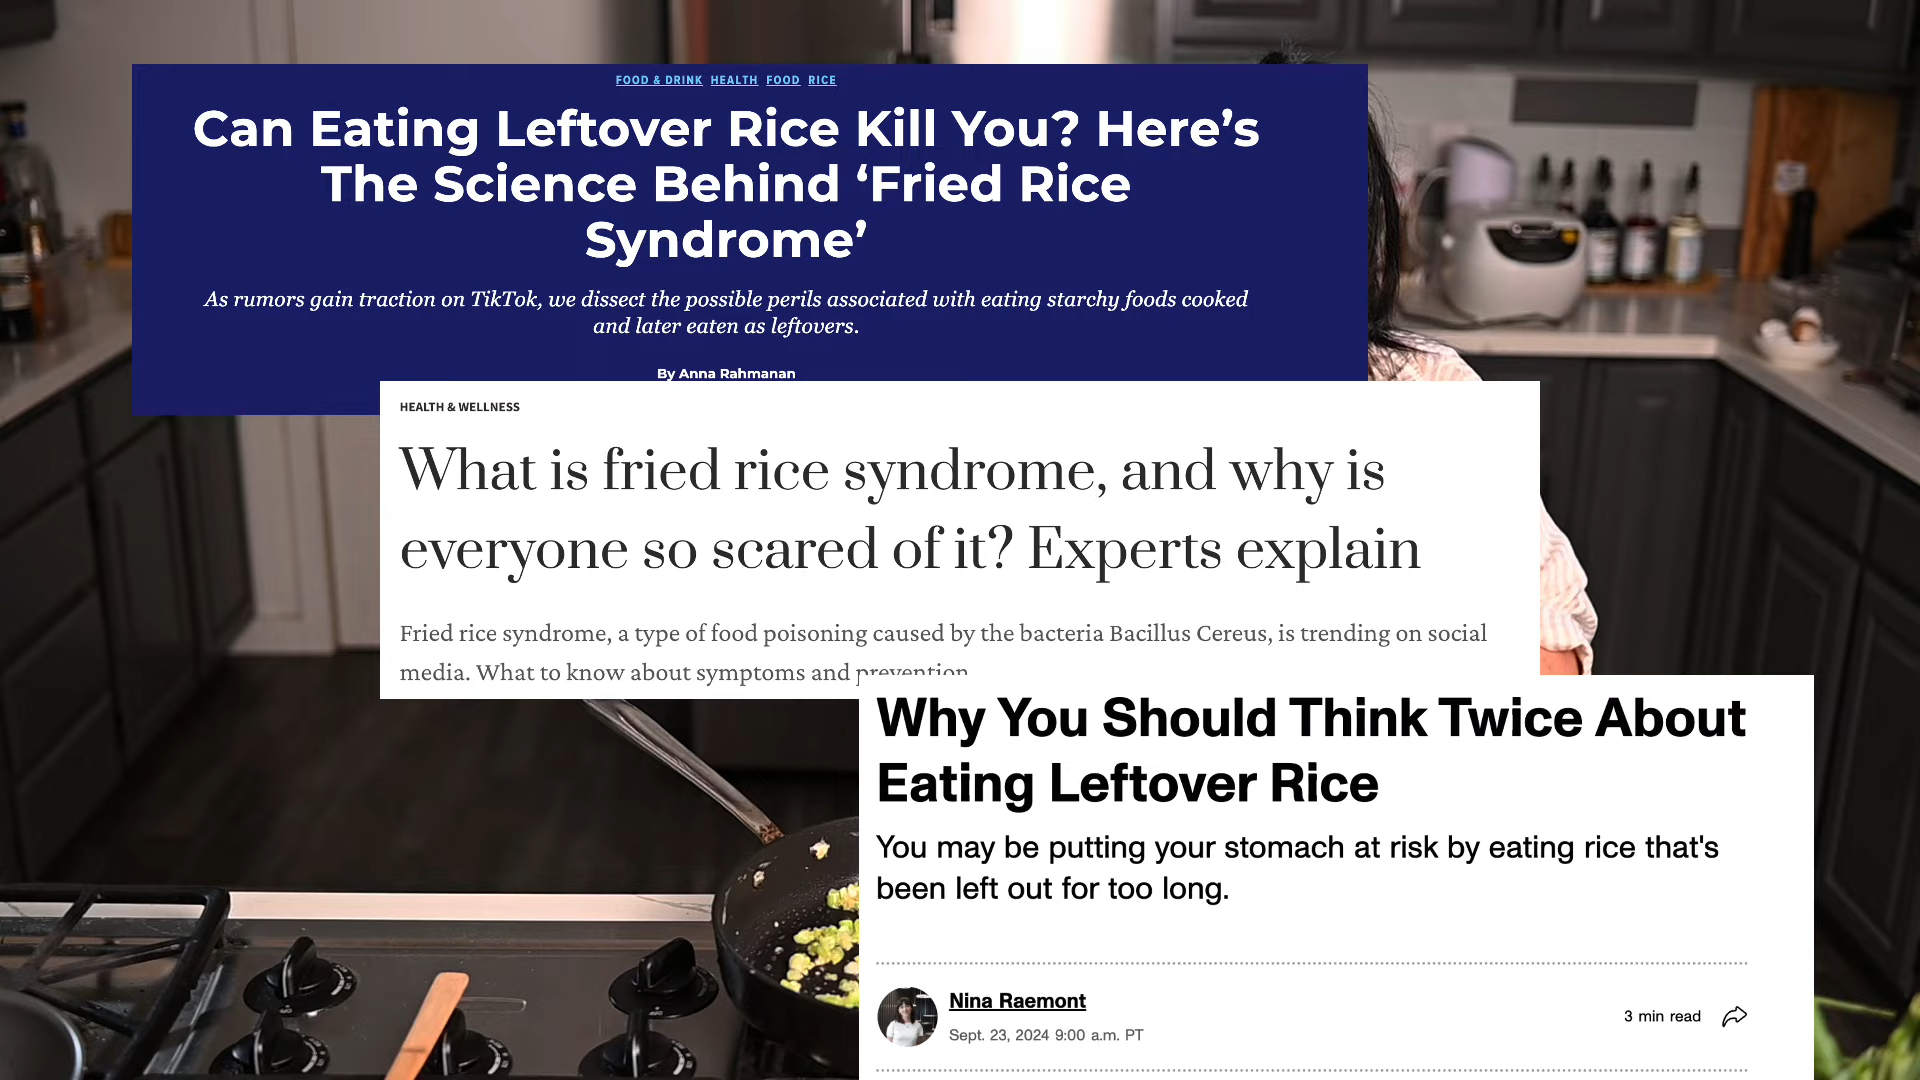 FOOD & DRINK HEALTH FOOD RICE
Can Eating Leftover Rice Kill You? Here’s
The Science Behind ‘Fried Rice
Syndrome’
As rumors gain traction on TikTok, we dissect the possible perils associated with eating starchy foods cooked
and later eaten as leftovers.
By Anna Rahmanan
HEALTH & WELLNESS
What is fried rice syndrome, and why is
everyone so scared of it? Experts explain
Fried rice syndrome, a type of food poisoning caused by the bacteria Bacillus Cereus, is trending on social
media. What to know about symptoms and prevention
Why You Should Think Twice About
Eating Leftover Rice
You may be putting your stomach at risk by eating rice that's
been left out for too long.
Nina Raemont
Sept. 23, 2024 9:00 a.m. PT
3 min read